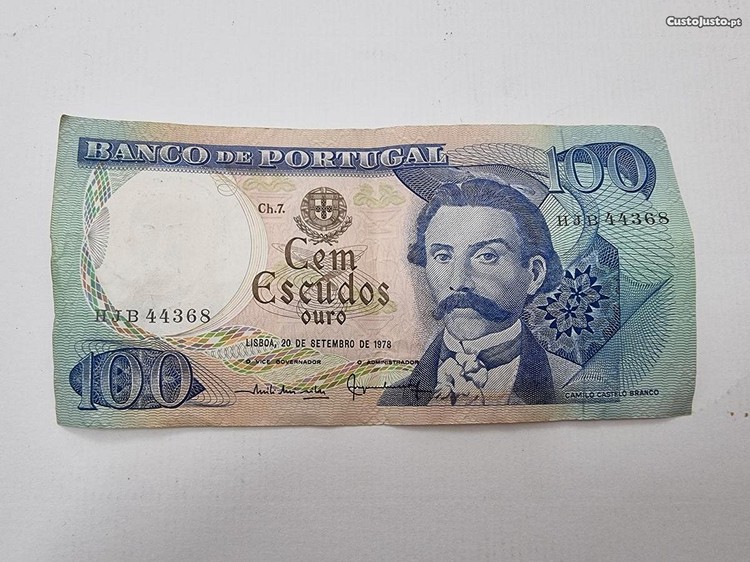 CustoJusto.pt
BANCO DE PORTUGAL
100
Ch. 7.
HJB 44368
Cem
Escudos
ouro
HJB 44368
LISBOA, 20 DE SETEMBRO DE 1978
O VICE GOVERNADOR O ADMINISTRADOR
100
CAMILO CASTELO BRANCO